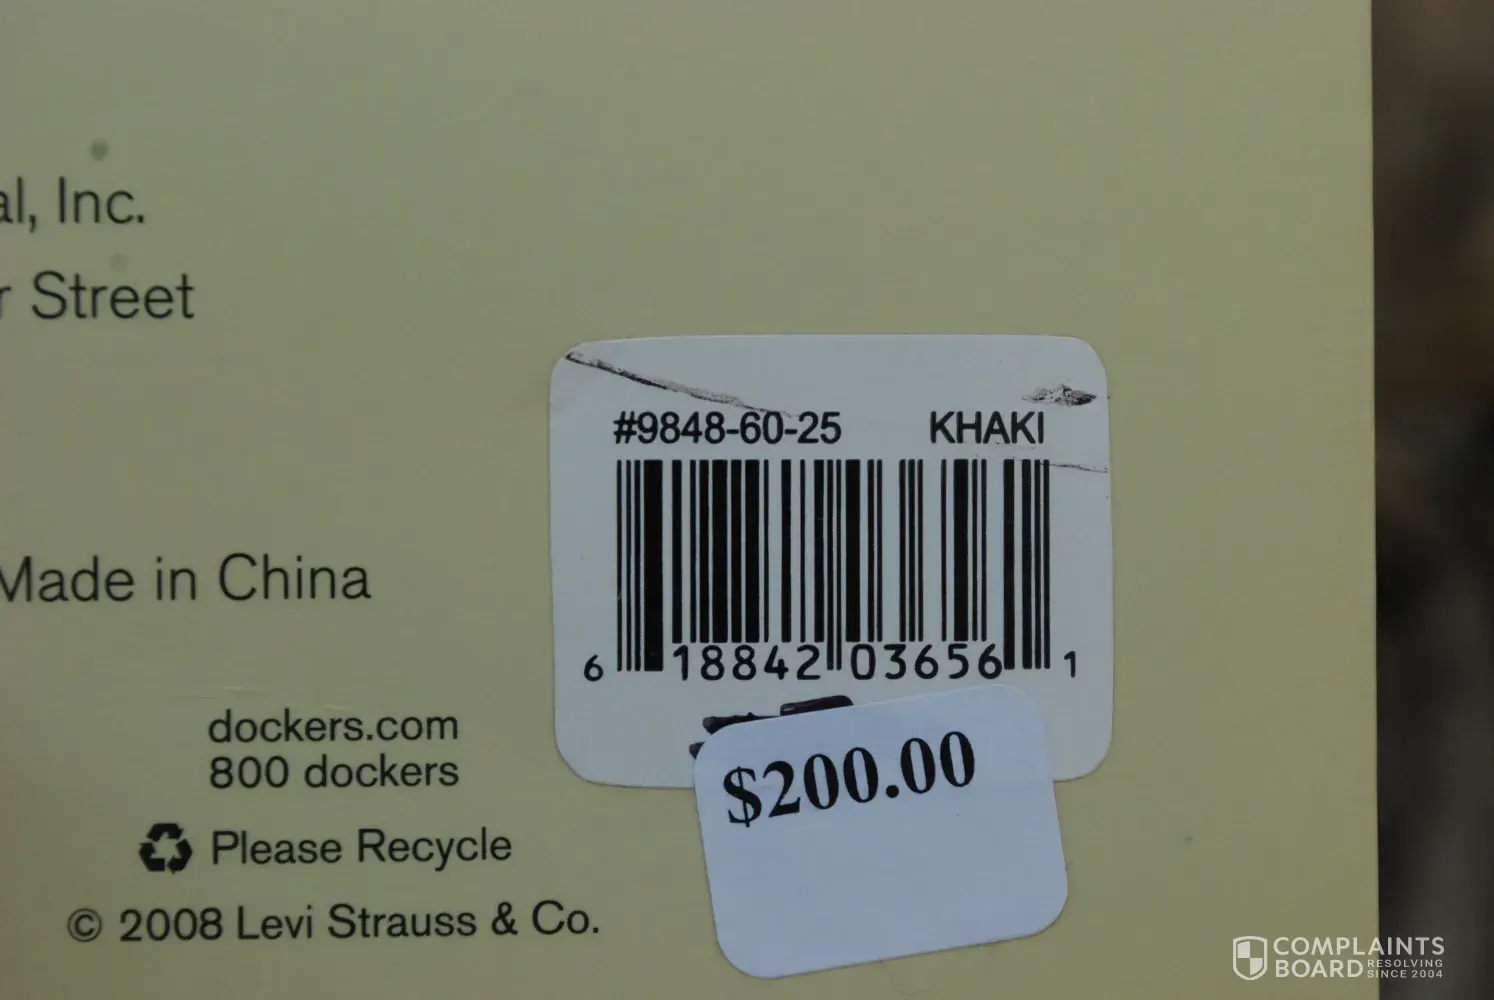 al, Inc.
r Street
Made in China
#9848-60-25 KHAKI
6 18842 03656 1
$200.00
dockers.com
800 dockers
Please Recycle
© 2008 Levi Strauss & Co.
COMPLAINTS
BOARD RESOLVING
SINCE 2004